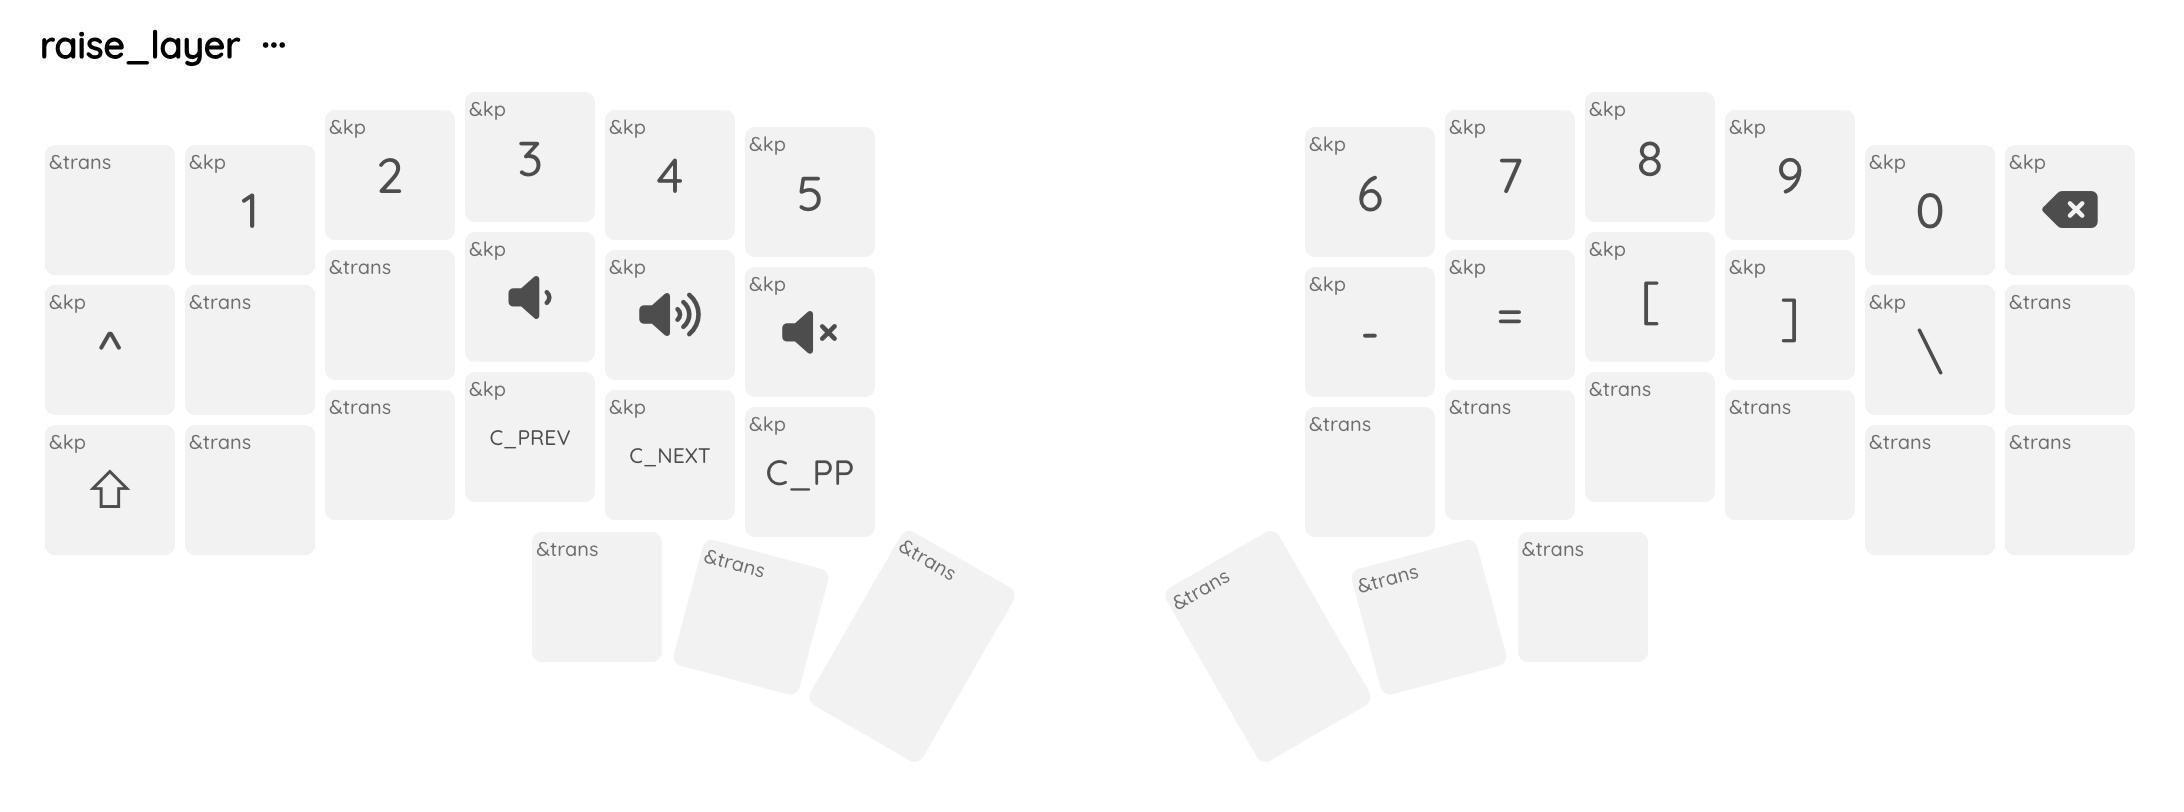 raise_layer ...
&trans &kp &kp &kp &kp &kp &kp &kp &kp &kp &kp &kp
1 2 3 4 5 6 7 8 9 0
&kp &trans &trans &kp &kp &kp &kp &kp &kp &kp &kp &trans
^ - = [ ] \
&kp &trans &trans &kp &kp &kp &trans &trans &trans &trans &trans &trans
C_PREV C_NEXT C_PP
&trans &trans &trans &trans &trans &trans